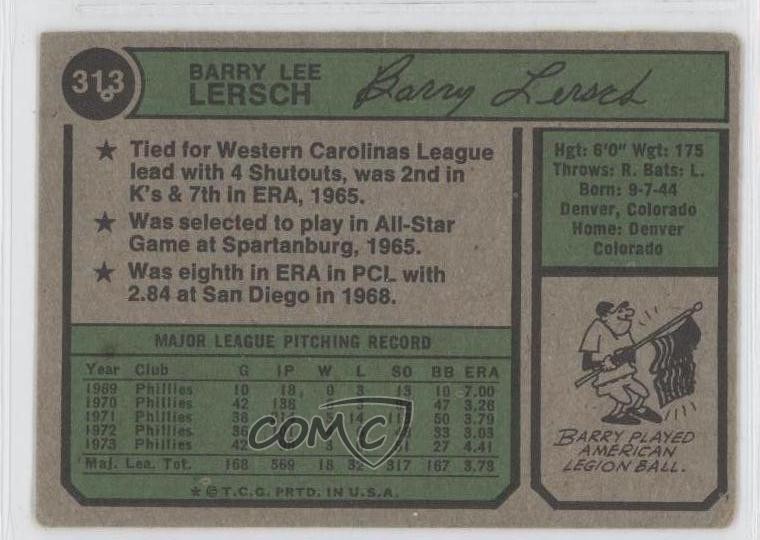 313
BARRY LEE
LERSCH
Barry Lersch
★ Tied for Western Carolinas League
lead with 4 Shutouts, was 2nd in
K's & 7th in ERA, 1965.
★ Was selected to play in All-Star
Game at Spartanburg, 1965.
★ Was eighth in ERA in PCL with
2.84 at San Diego in 1968.
Hgt: 6'0" Wgt: 175
Throws: R. Bats: L.
Born: 9-7-44
Denver, Colorado
Home: Denver
Colorado
MAJOR LEAGUE PITCHING RECORD
Year Club G IP W L SO BB ERA
1969 Phillies 10 18 0 3 13 10 7.00
1970 Phillies 42 138 3 47 3.26
1971 Phillies 38 14 50 3.79
1972 Phillies 36 33 3.03
1973 Phillies 42 27 4.41
Maj. Lea. Tot. 168 569 18 32 317 167 3.78
★ © T.C.G. PRTD. IN U.S.A.
BARRY PLAYED
AMERICAN
LEGION BALL.
COMC